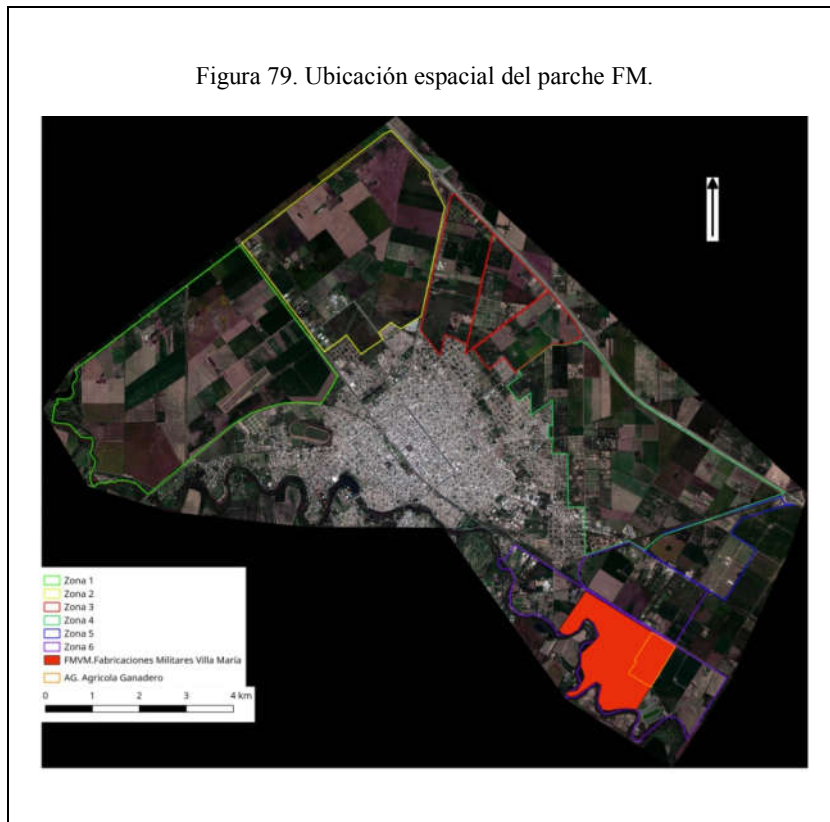 Figura 79. Ubicación espacial del parche FM.
Zona 1
Zona 2
Zona 3
Zona 4
Zona 5
Zona 6
FMVM.Fabricaciones Militares Villa María
AG. Agrícola Ganadero
0 1 2 3 4 km